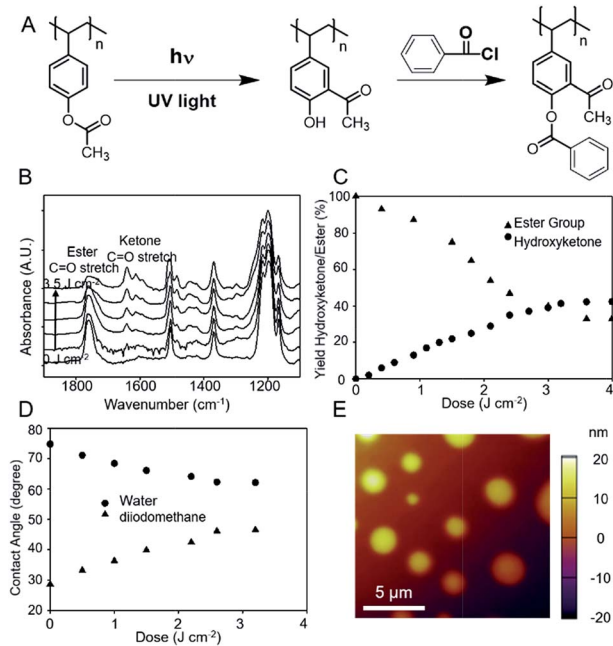 A
n
O
O
CH3
hν
UV light
n
O
OH
CH3
O
Cl
n
O
O
CH3
O
B
Ester
C=O stretch
Ketone
C=O stretch
3.5 J cm-2
0 J cm-2
Absorbance (A.U.)
1800
1600
1400
1200
Wavenumber (cm-1)
C
Yield Hydroxyketone/Ester (%)
100
80
60
40
20
0
Ester Group
Hydroxyketone
0
1
2
3
4
Dose (J cm-2)
D
Contact Angle (degree)
80
70
60
50
40
30
20
Water
diiodomethane
0
1
2
3
4
Dose (J cm-2)
E
5 µm
nm
20
10
0
-10
-20